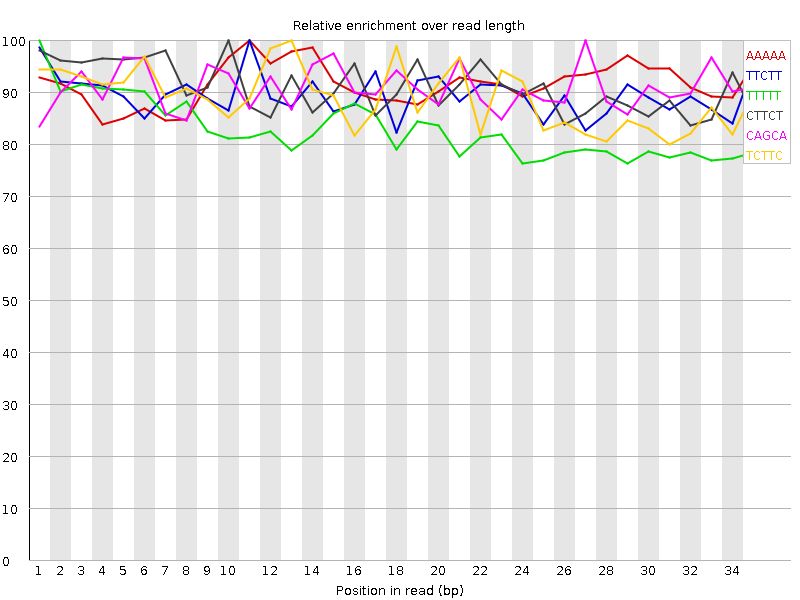 Relative enrichment over read length
100
90
80
70
60
50
40
30
20
10
0
AAAAA
TTCTT
TTTTT
CTTCT
CAGCA
TCTTC
1 2 3 4 5 6 7 8 9 10 12 14 16 18 20 22 24 26 28 30 32 34
Position in read (bp)